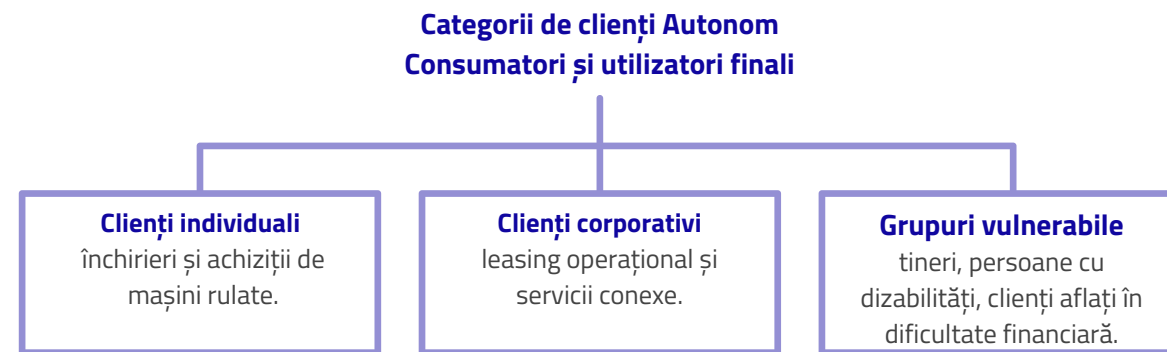 Categorii de clienți Autonom
Consumatori și utilizatori finali
Clienți individuali
închirieri și achiziții de
mașini rulate.
Clienți corporativi
leasing operațional și
servicii conexe.
Grupuri vulnerabile
tineri, persoane cu
dizabilități, clienți aflați în
dificultate financiară.